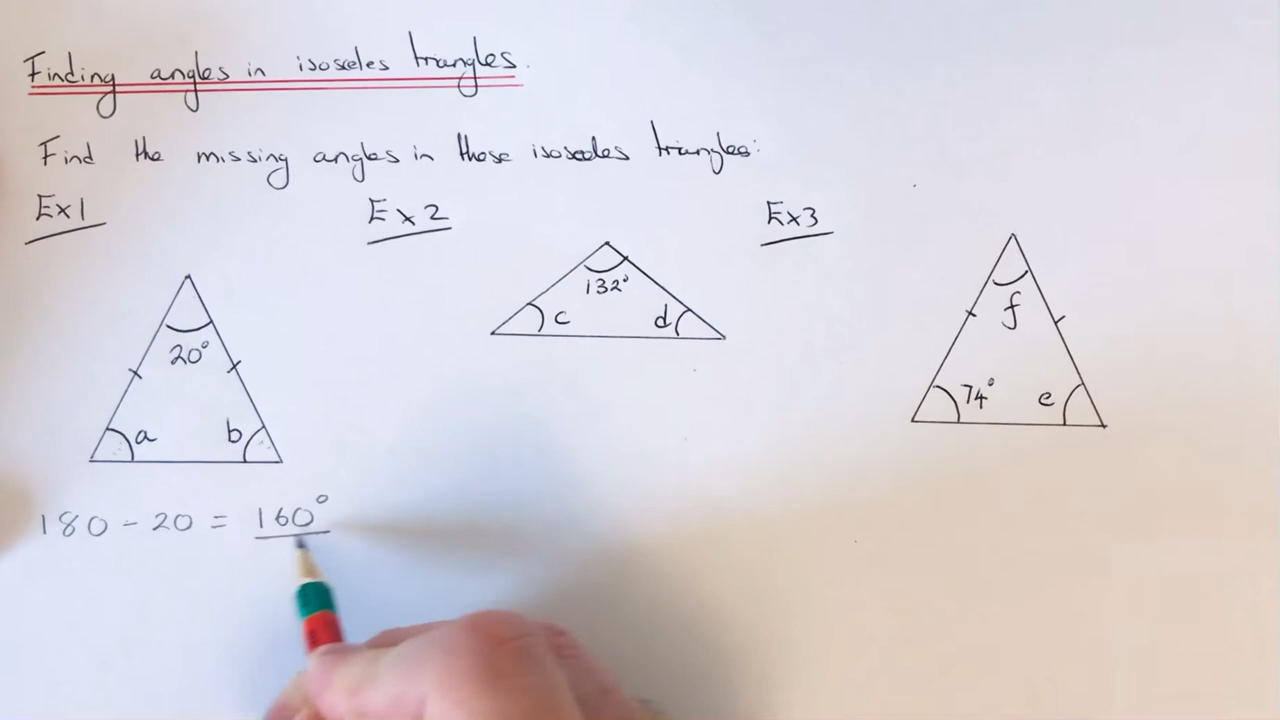 Finding angles in isosceles triangles.
Find the missing angles in these isosceles triangles:
Ex1
Ex2
Ex3
20°
a
b
132°
c
d
f
74°
e
180 - 20 = 160°